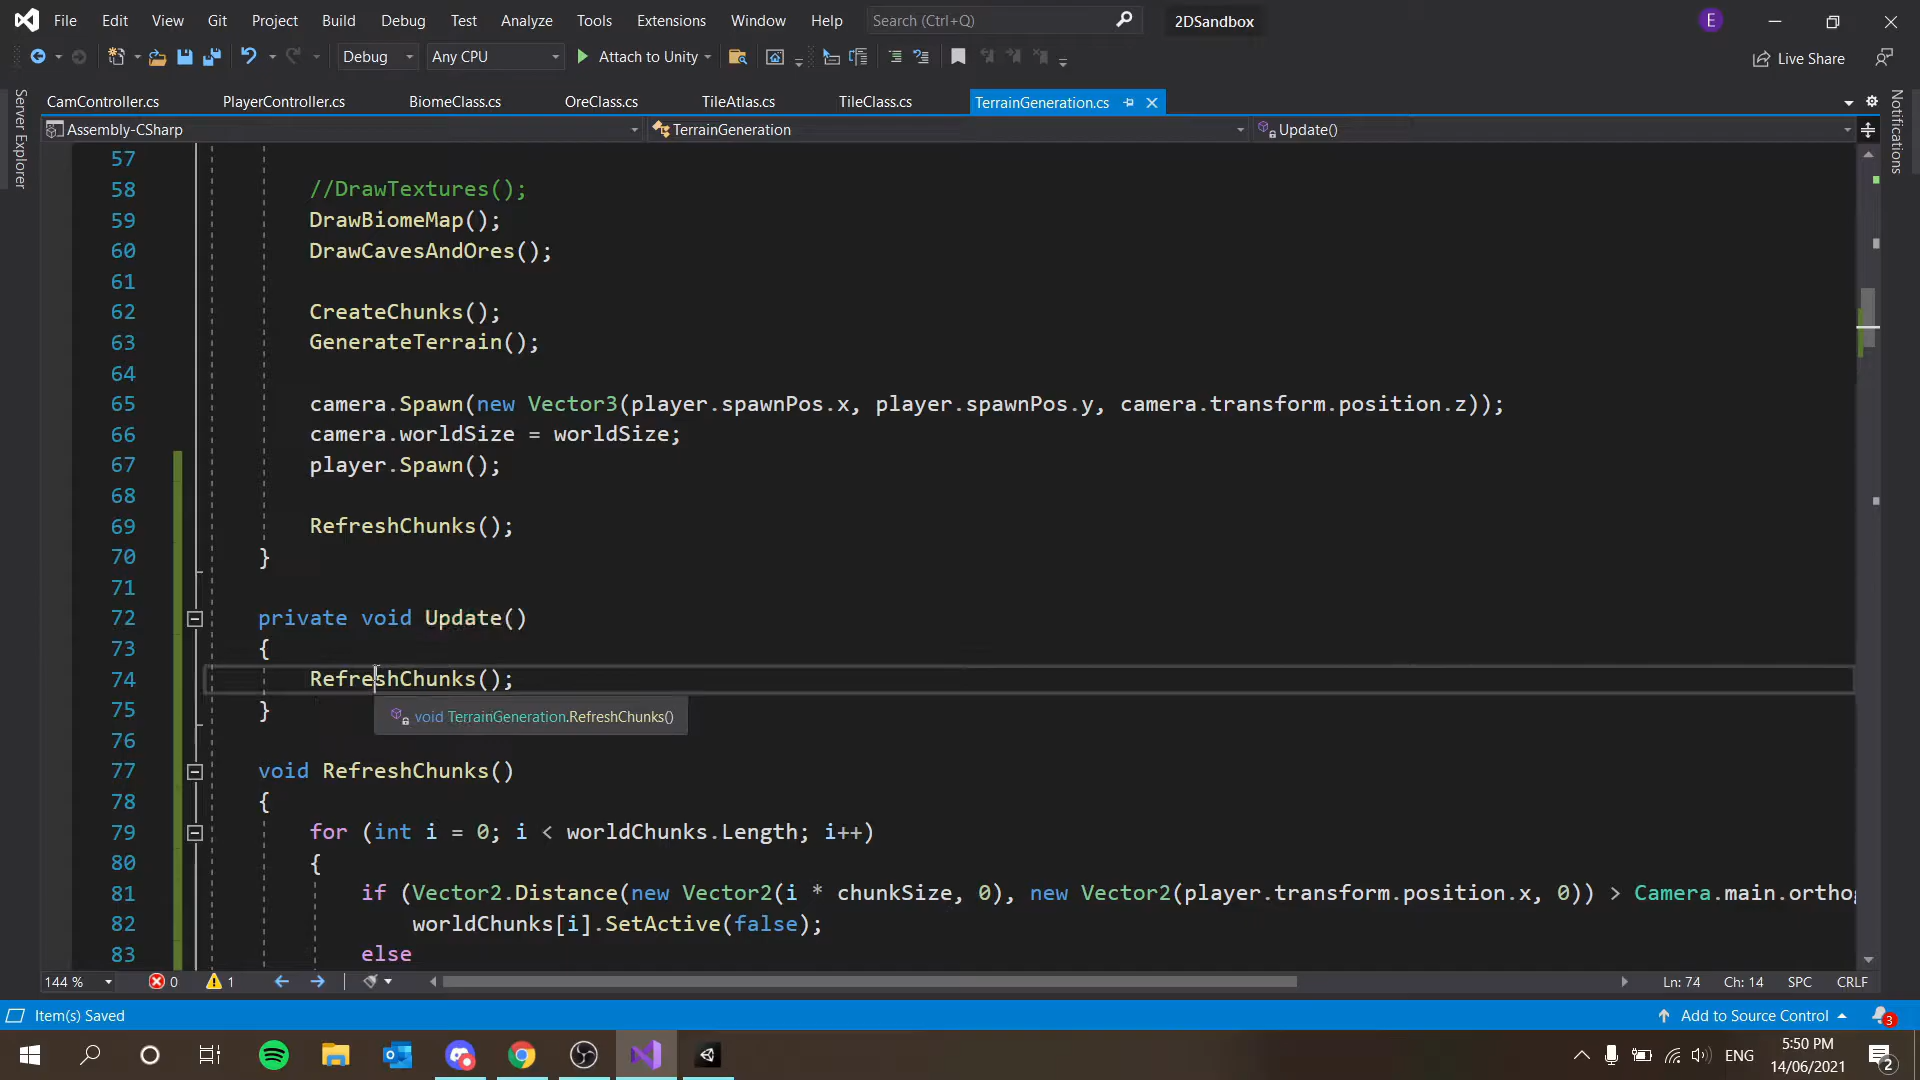 File Edit View Git Project Build Debug Test Analyze Tools Extensions Window Help Search (Ctrl+Q) 2DSandbox E
Debug Any CPU Attach to Unity Live Share
CamController.cs PlayerController.cs BiomeClass.cs OreClass.cs TileAtlas.cs TileClass.cs TerrainGeneration.cs
Assembly-CSharp TerrainGeneration Update()
Server Explorer
Notifications
57
58 //DrawTextures();
59 DrawBiomeMap();
60 DrawCavesAndOres();
61
62 CreateChunks();
63 GenerateTerrain();
64
65 camera.Spawn(new Vector3(player.spawnPos.x, player.spawnPos.y, camera.transform.position.z));
66 camera.worldSize = worldSize;
67 player.Spawn();
68
69 RefreshChunks();
70 }
71
72 private void Update()
73 {
74 RefreshChunks();
75 }
void TerrainGeneration.RefreshChunks()
76
77 void RefreshChunks()
78 {
79 for (int i = 0; i < worldChunks.Length; i++)
80 {
81 if (Vector2.Distance(new Vector2(i * chunkSize, 0), new Vector2(player.transform.position.x, 0)) > Camera.main.orthog
82 worldChunks[i].SetActive(false);
83 else
144 % 0 1 Ln: 74 Ch: 14 SPC CRLF
Item(s) Saved Add to Source Control 3
ENG 5:50 PM
14/06/2021 2